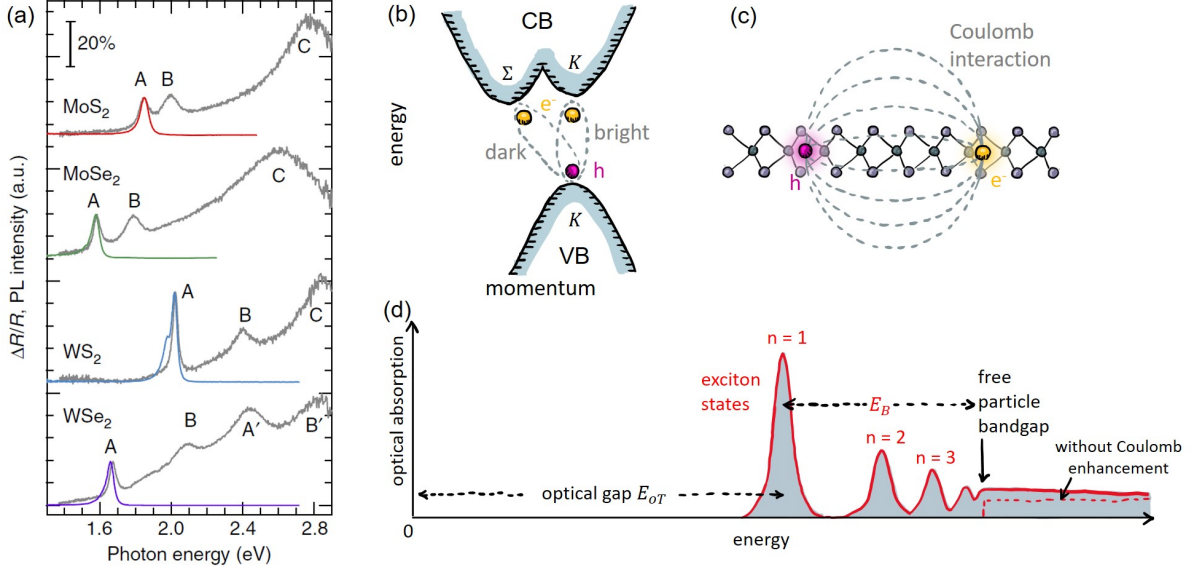 (a)
20%
A
B
C
MoS2
A
B
C
MoSe2
A
B
C
WS2
A
B
A′
B′
WSe2
ΔR/R, PL intensity (a.u.)
1.6
2.0
2.4
2.8
Photon energy (eV)
(b)
CB
Σ
K
e-
dark
bright
h
K
VB
energy
momentum
(c)
Coulomb
interaction
h
e-
(d)
optical absorption
n = 1
exciton
states
EB
free
particle
bandgap
n = 2
n = 3
without Coulomb
enhancement
optical gap EoT
0
energy